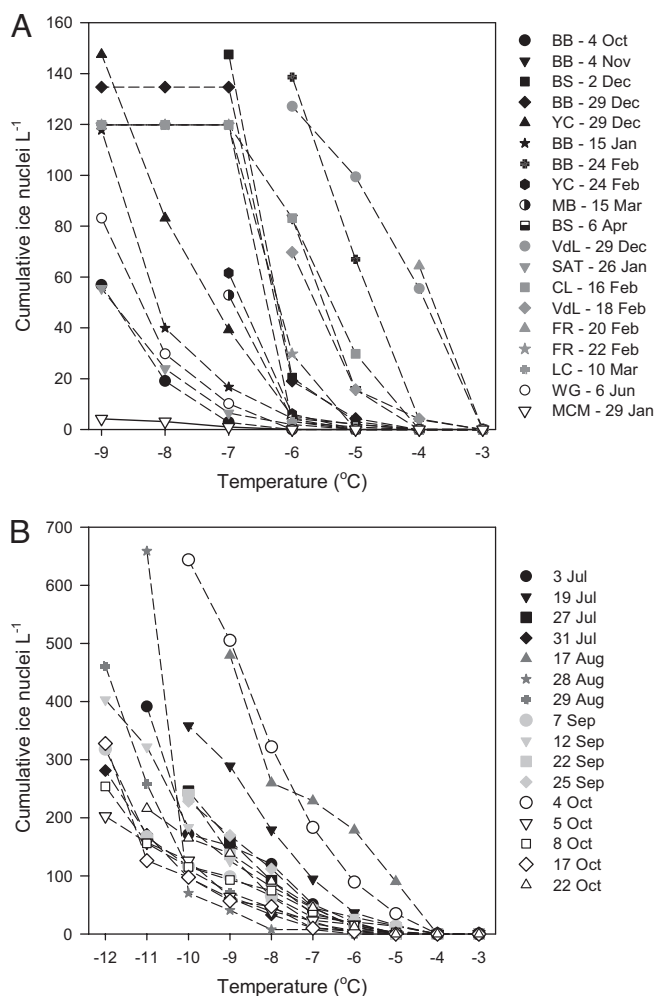 A
Cumulative ice nuclei L-1
160
140
120
100
80
60
40
20
0
-9 -8 -7 -6 -5 -4 -3
Temperature (oC)
BB - 4 Oct
BB - 4 Nov
BS - 2 Dec
BB - 29 Dec
YC - 29 Dec
BB - 15 Jan
BB - 24 Feb
YC - 24 Feb
MB - 15 Mar
BS - 6 Apr
VdL - 29 Dec
SAT - 26 Jan
CL - 16 Feb
VdL - 18 Feb
FR - 20 Feb
FR - 22 Feb
LC - 10 Mar
WG - 6 Jun
MCM - 29 Jan
B
Cumulative ice nuclei L-1
700
600
500
400
300
200
100
0
-12 -11 -10 -9 -8 -7 -6 -5 -4 -3
Temperature (oC)
3 Jul
19 Jul
27 Jul
31 Jul
17 Aug
28 Aug
29 Aug
7 Sep
12 Sep
22 Sep
25 Sep
4 Oct
5 Oct
8 Oct
17 Oct
22 Oct